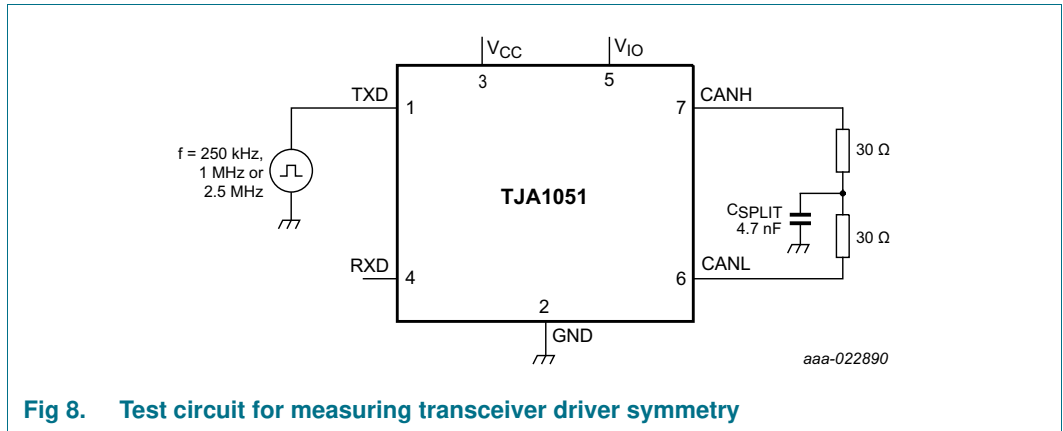 VCC
VIO
3
5
TXD
1
7
CANH
f = 250 kHz,
1 MHz or
2.5 MHz
30 Ω
TJA1051
CSPLIT
4.7 nF
30 Ω
RXD
4
6
CANL
2
GND
aaa-022890
Fig 8. Test circuit for measuring transceiver driver symmetry